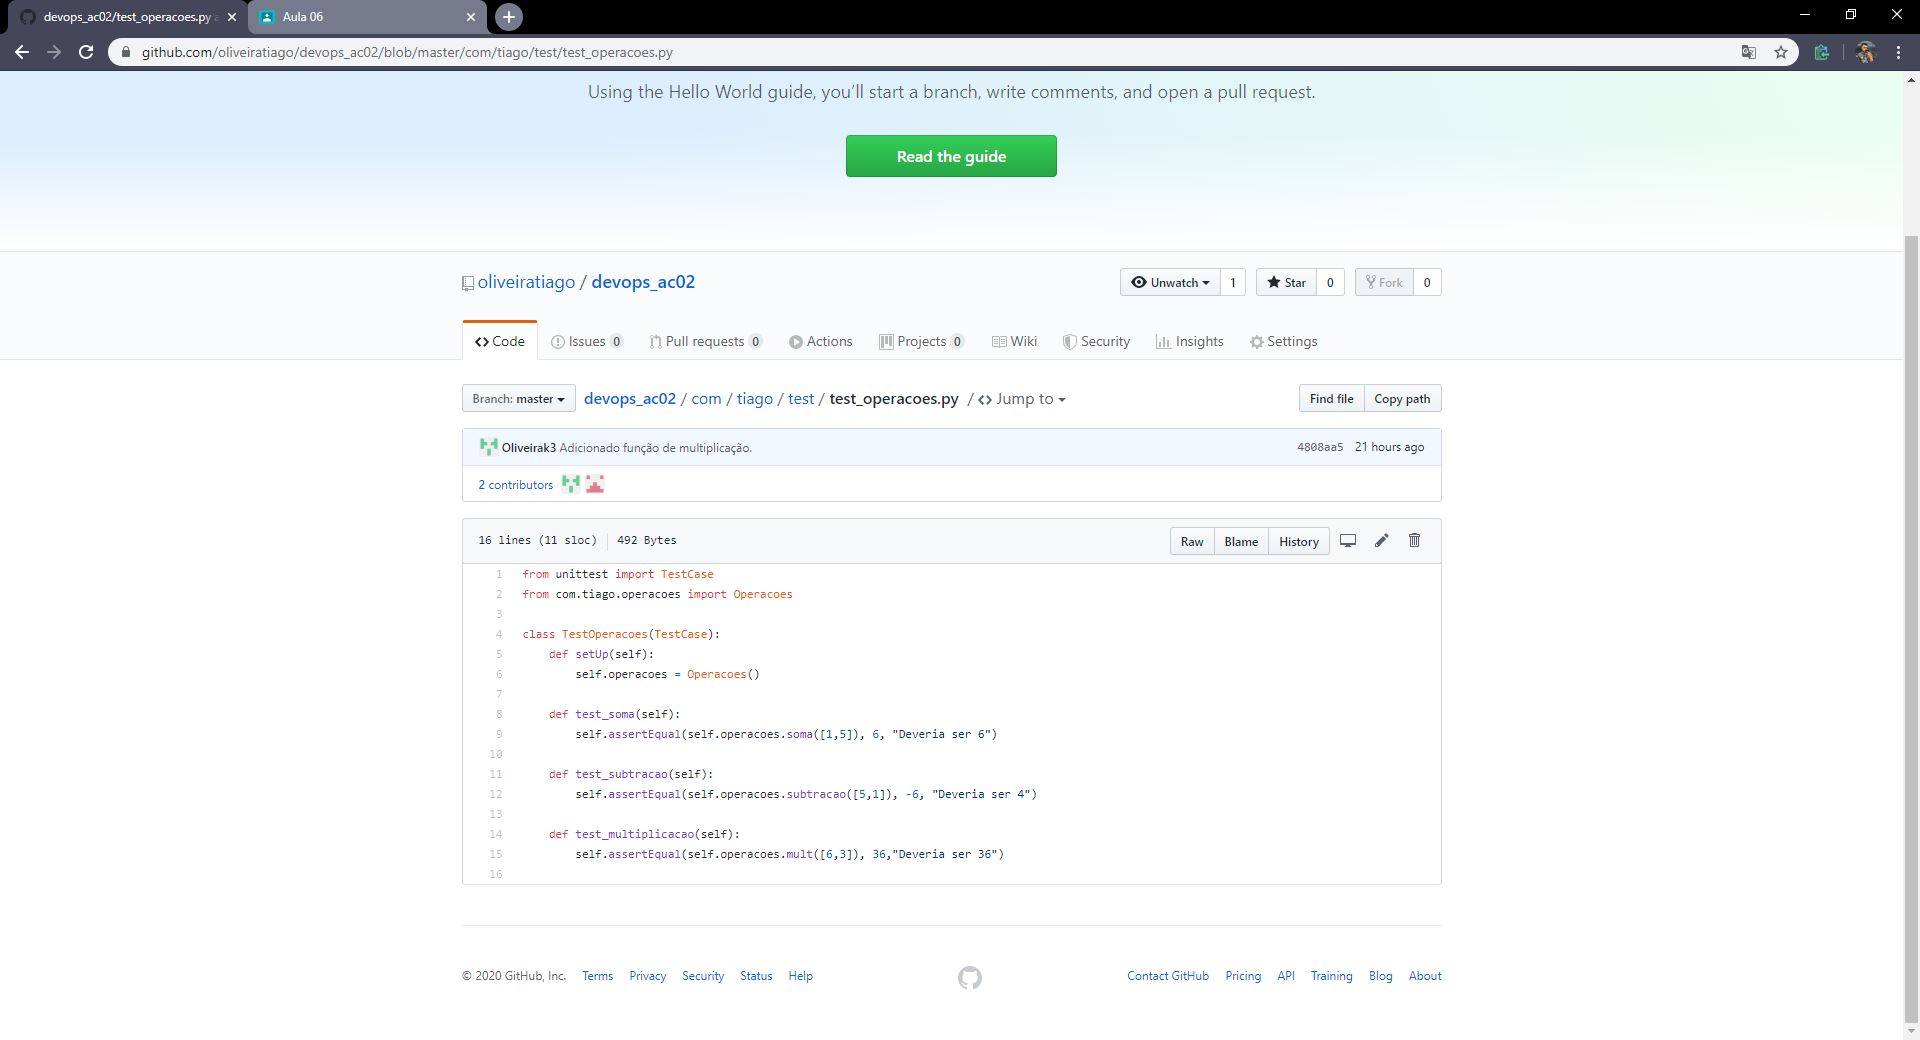 devops_ac02/test_operacoes.py a
Aula 06
github.com/oliveiratiago/devops_ac02/blob/master/com/tiago/test/test_operacoes.py
Using the Hello World guide, you’ll start a branch, write comments, and open a pull request.
Read the guide
oliveiratiago / devops_ac02
Unwatch 1 Star 0 Fork 0
Code Issues 0 Pull requests 0 Actions Projects 0 Wiki Security Insights Settings
Branch: master devops_ac02 / com / tiago / test / test_operacoes.py / <> Jump to Find file Copy path
Oliveirak3 Adicionado função de multiplicação. 4808aa5 21 hours ago
2 contributors
16 lines (11 sloc) 492 Bytes Raw Blame History
1 from unittest import TestCase
2 from com.tiago.operacoes import Operacoes
3
4 class TestOperacoes(TestCase):
5     def setUp(self):
6         self.operacoes = Operacoes()
7
8     def test_soma(self):
9         self.assertEqual(self.operacoes.soma([1,5]), 6, "Deveria ser 6")
10
11     def test_subtracao(self):
12         self.assertEqual(self.operacoes.subtracao([5,1]), -6, "Deveria ser 4")
13
14     def test_multiplicacao(self):
15         self.assertEqual(self.operacoes.mult([6,3]), 36,"Deveria ser 36")
16
© 2020 GitHub, Inc. Terms Privacy Security Status Help Contact GitHub Pricing API Training Blog About